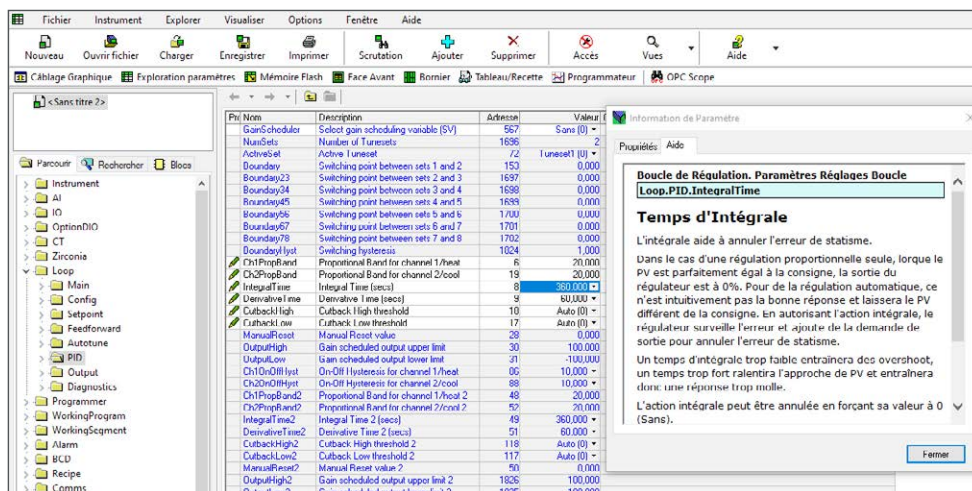 Fichier Instrument Explorer Visualiser Options Fenêtre Aide
Nouveau Ouvrir fichier Charger Enregistrer Imprimer Scrutation Ajouter Supprimer Accès Vues Aide
Câblage Graphique Exploration paramètres Mémoire Flash Face Avant Bornier Tableau/Recette Programmateur OPC Scope
<Sans titre 2>
Parcourir Rechercher Blocs
Instrument
AI
IO
OptionDIO
CT
Zirconia
Loop
Main
Config
Setpoint
Feedforward
Autotune
PID
Output
Diagnostics
Programmer
WorkingProgram
WorkingSegment
Alarm
BCD
Recipe
Comms
Nom Description Adresse Valeur
GainScheduler Select gain scheduling variable (SV) 567 Sans (0)
NumSets Number of Tunesets 1696 2
ActiveSet Active Tuneset 72 Tuneset1 (0)
Boundary Switching point between sets 1 and 2 153 0,000
Boundary23 Switching point between sets 2 and 3 1697 0,000
Boundary34 Switching point between sets 3 and 4 1698 0,000
Boundary45 Switching point between sets 4 and 5 1699 0,000
Boundary56 Switching point between sets 5 and 6 1700 0,000
Boundary67 Switching point between sets 6 and 7 1701 0,000
Boundary78 Switching point between sets 7 and 8 1702 0,000
BoundaryHyst Switching hysteresis 1824 1,000
Ch1PropBand Proportional Band for channel 1/heat 6 20,000
Ch2PropBand Proportional Band for channel 2/cool 19 20,000
IntegralTime Integral Time (secs) 8 360,000
DerivativeTime Derivative Time (secs) 9 60,000
CutbackHigh Cutback High threshold 18 Auto (0)
CutbackLow Cutback Low threshold 17 Auto (0)
ManualReset Manual Reset value 28 0,000
OutputHigh Gain scheduled output upper limit 30 100,000
OutputLow Gain scheduled output lower limit 31 -100,000
Ch1OnOffHyst On-Off Hysteresis for channel 1/heat 86 10,000
Ch2OnOffHyst On-Off Hysteresis for channel 2/cool 88 10,000
Ch1PropBand2 Proportional Band for channel 1/heat 2 48 20,000
Ch2PropBand2 Proportional Band for channel 2/cool 2 52 20,000
IntegralTime2 Integral Time 2 (secs) 49 360,000
DerivativeTime2 Derivative Time 2 (secs) 51 60,000
CutbackHigh2 Cutback High threshold 2 118 Auto (0)
CutbackLow2 Cutback Low threshold 2 117 Auto (0)
ManualReset2 Manual Reset value 2 50 0,000
OutputHigh2 Gain scheduled output upper limit 2 1826 100,000
Information de Paramètre
Propriétés Aide
Boucle de Régulation. Paramètres Réglages Boucle
Loop.PID.IntegralTime
Temps d'Intégrale
L'intégrale aide à annuler l'erreur de statisme.
Dans le cas d'une régulation proportionnelle seule, lorque le
PV est parfaitement égal à la consigne, la sortie du
régulateur est à 0%. Pour de la régulation automatique, ce
n'est intuitivement pas la bonne réponse et laissera le PV
différent de la consigne. En autorisant l'action intégrale, le
régulateur surveille l'erreur et ajoute de la demande de
sortie pour annuler l'erreur de statisme.
Un temps d'intégrale trop faible entraînera des overshoot,
un temps trop fort ralentira l'approche de PV et entraînera
donc une réponse trop molle.
L'action intégrale peut être annulée en forçant sa valeur à 0
(Sans).
Fermer